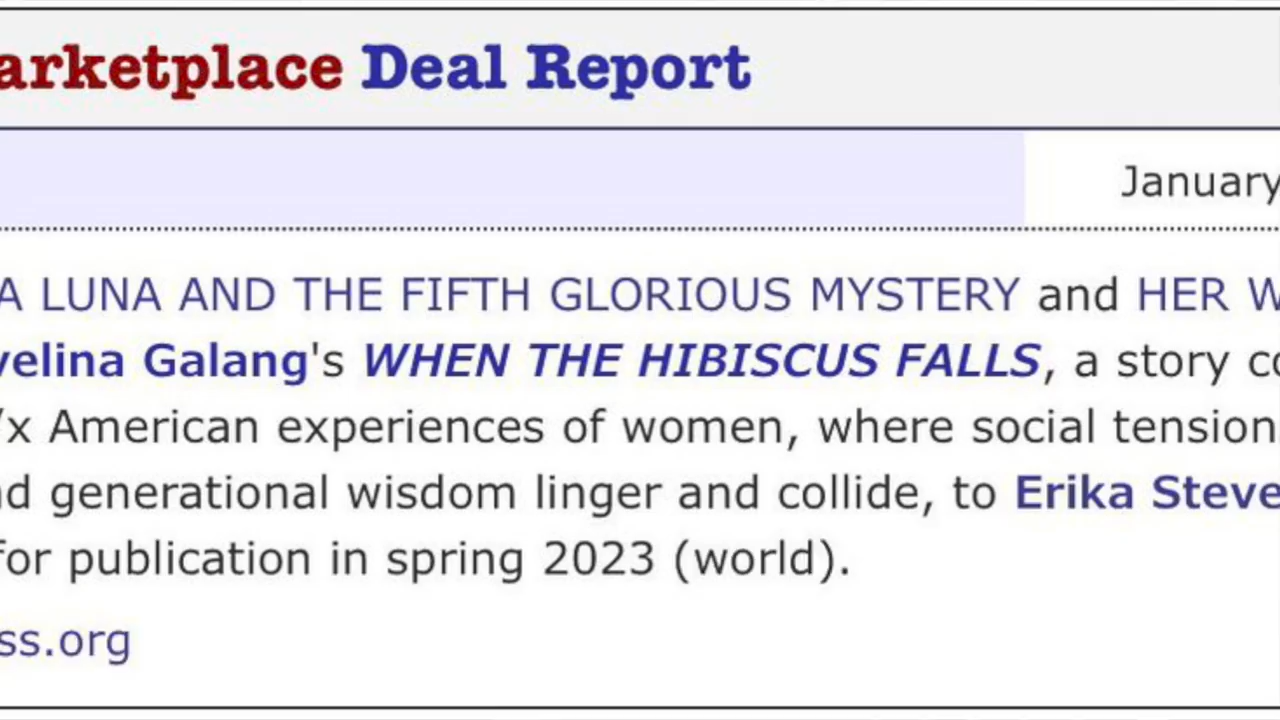 arketplace Deal Report
January
A LUNA AND THE FIFTH GLORIOUS MYSTERY and HER W
velina Galang's WHEN THE HIBISCUS FALLS, a story co
/x American experiences of women, where social tension
nd generational wisdom linger and collide, to Erika Steve
for publication in spring 2023 (world).
ss.org